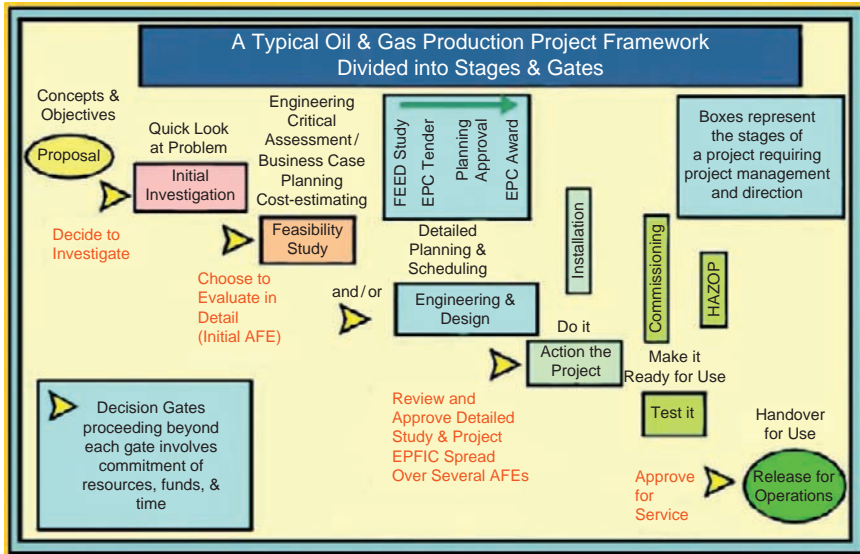 A Typical Oil & Gas Production Project Framework
Divided into Stages & Gates
Concepts &
Objectives
Proposal
Quick Look
at Problem
Initial
Investigation
Decide to
Investigate
Engineering
Critical
Assessment/
Business Case
Planning
Cost-estimating
Feasibility
Study
Choose to
Evaluate in
Detail
(Initial AFE)
FEED Study
EPC Tender
Planning
Approval
EPC Award
Detailed
Planning &
Scheduling
and/or
Engineering &
Design
Installation
Do it
Action the
Project
Review and
Approve Detailed
Study & Project
EPFIC Spread
Over Several AFEs
Boxes represent
the stages of
a project requiring
project management
and direction
Commissioning
HAZOP
Make it
Ready for Use
Test it
Handover
for Use
Approve
for
Service
Release for
Operations
Decision Gates
proceeding beyond
each gate involves
commitment of
resources, funds, &
time